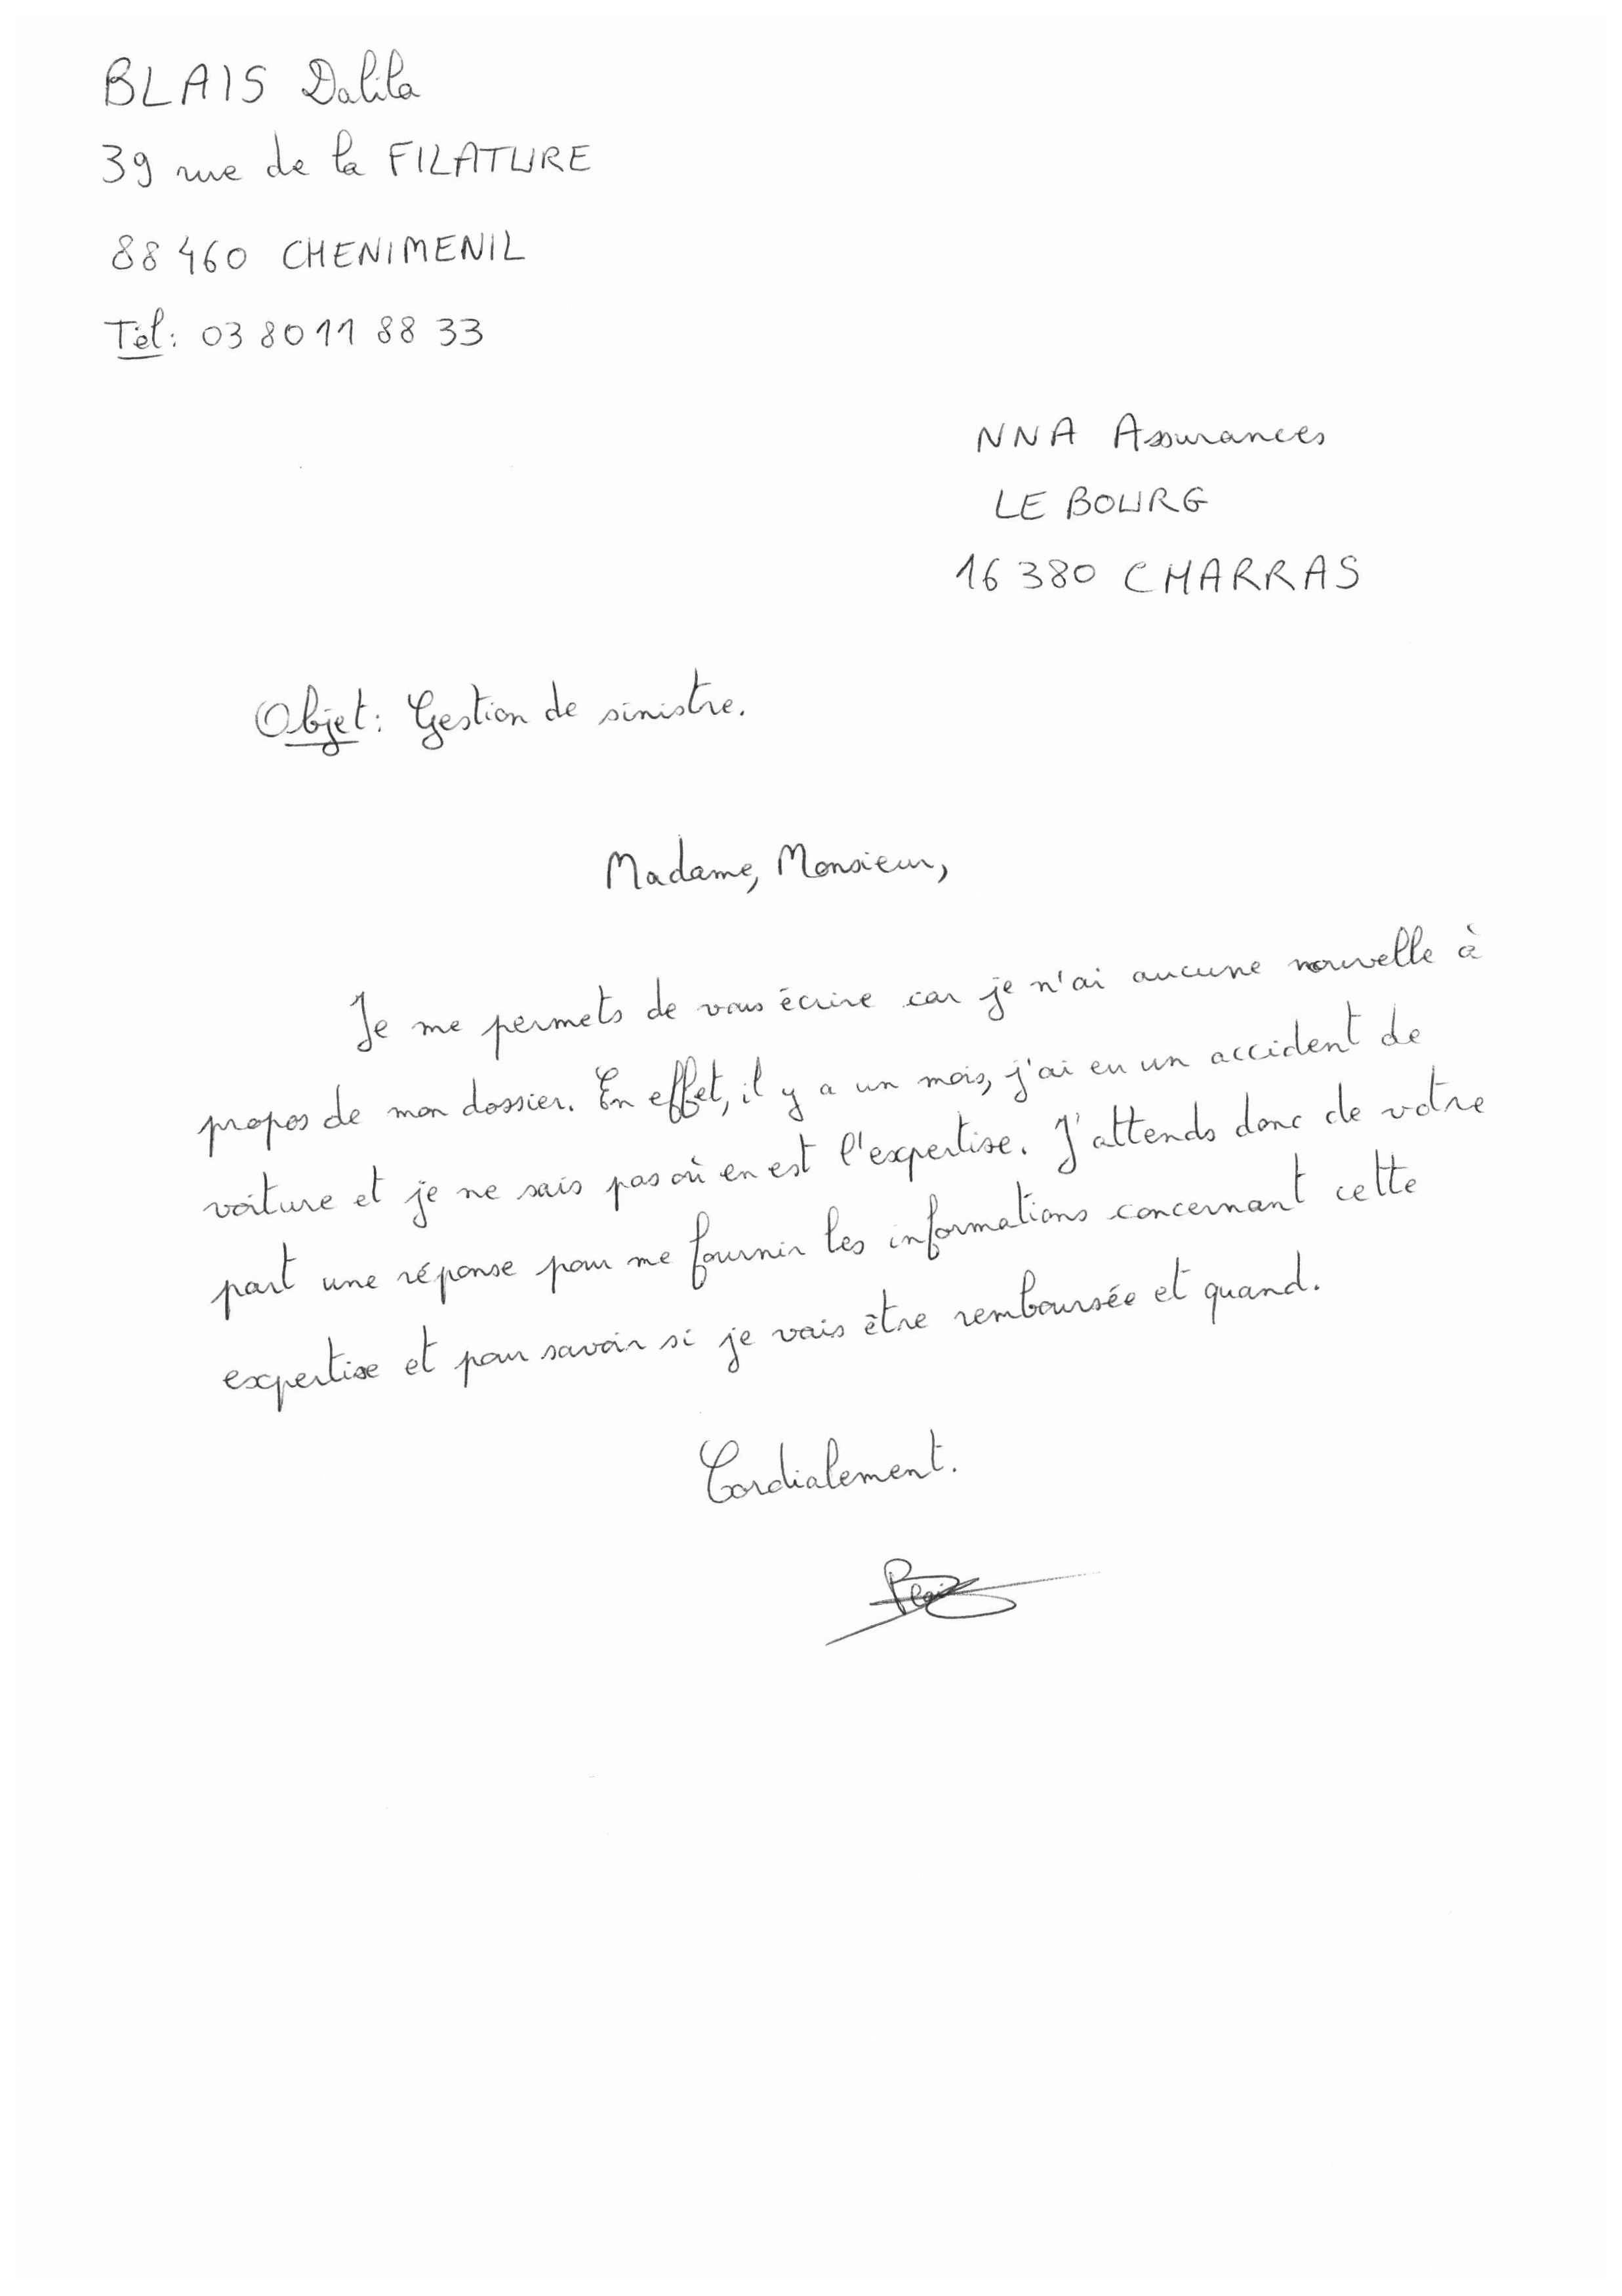 BLAIS Dalila
39 rue de la FILATURE
88 460 CHENIMENIL
Tél: 03 80 11 88 33
NNA Assurances
LE BOURG
16 380 CHARRAS
Objet: Gestion de sinistre.
Madame, Monsieur,
Je me permets de vous écrire car je n'ai aucune nouvelle à
propos de mon dossier. En effet, il y a un mois, j'ai eu un accident de
voiture et je ne sais pas où en est l'expertise. J'attends donc de votre
part une réponse pour me fournir les informations concernant cette
expertise et pour savoir si je vais être remboursée et quand.
Cordialement.
Blais